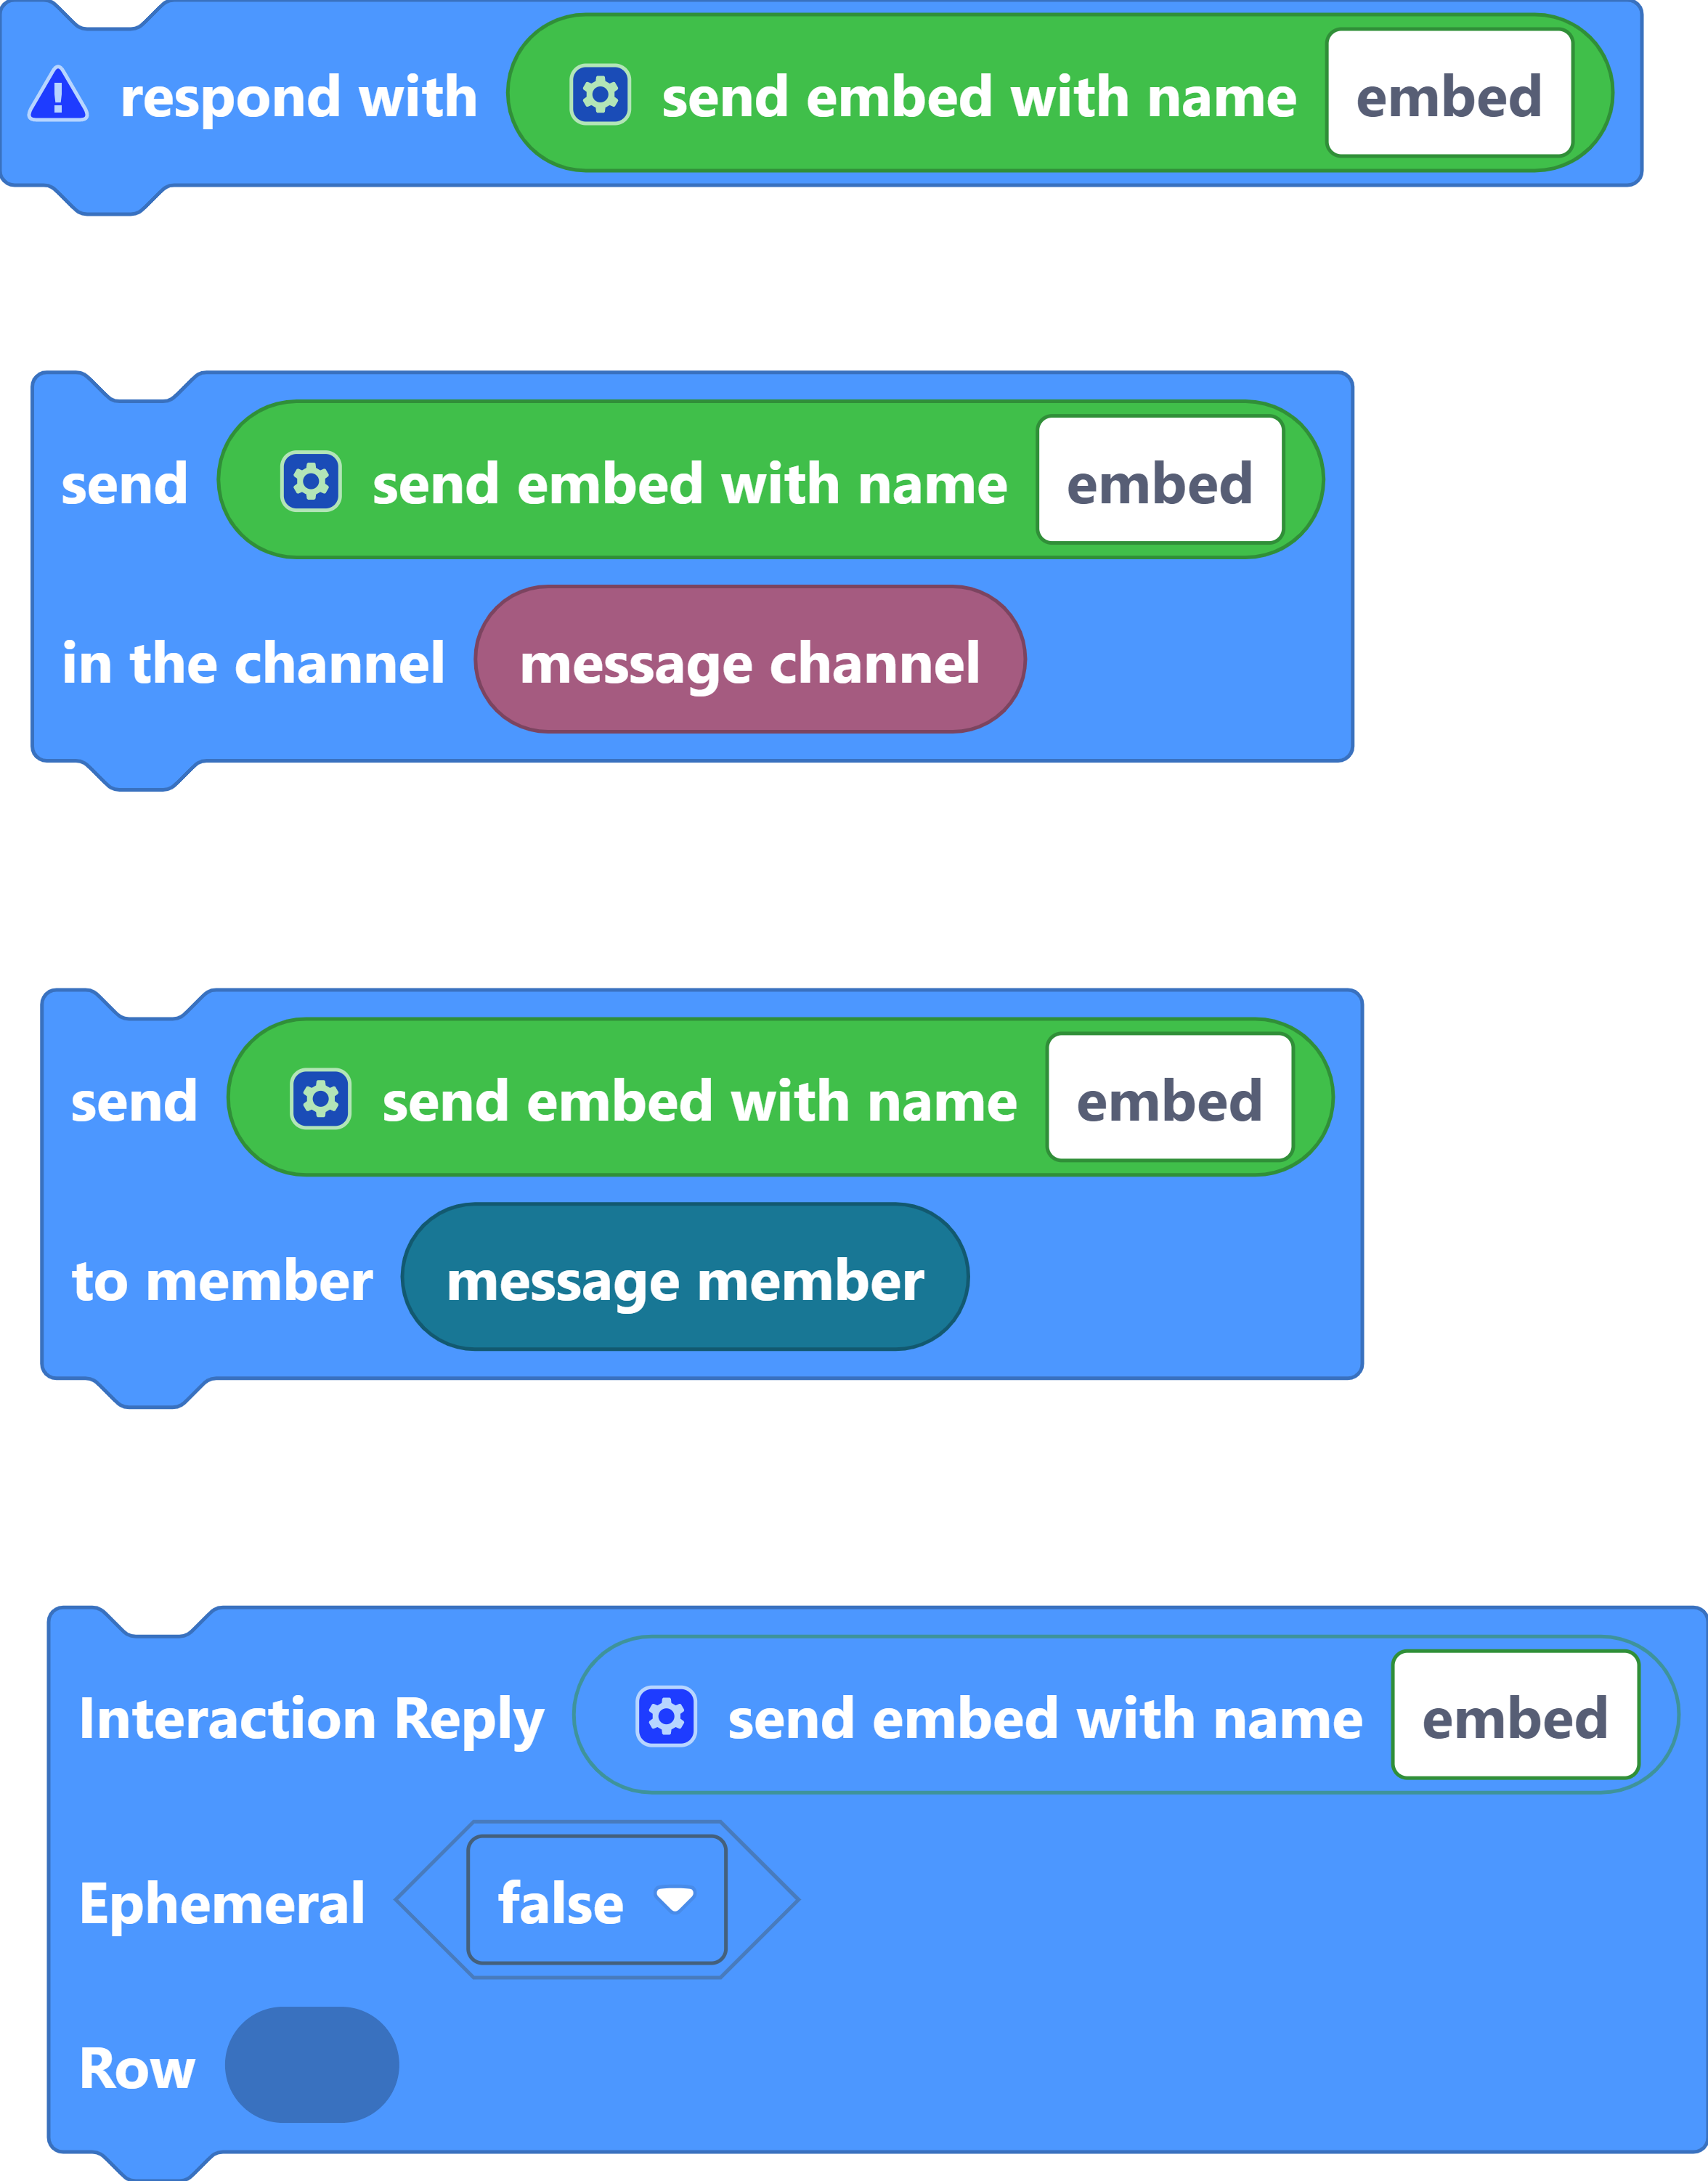 respond with send embed with name embed
send send embed with name embed
in the channel message channel
send send embed with name embed
to member message member
Interaction Reply send embed with name embed
Ephemeral false
Row